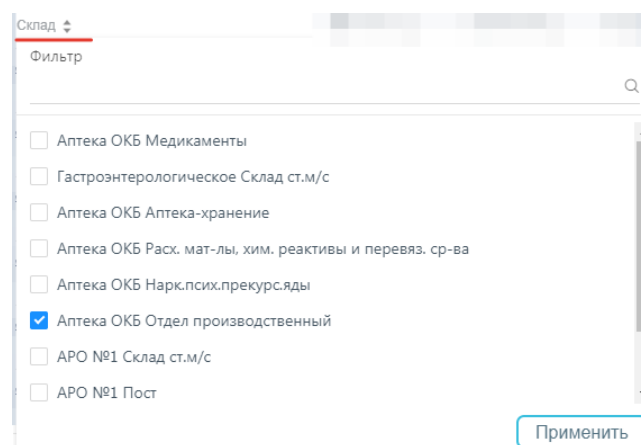 Склад
Фильтр
Аптека ОКБ Медикаменты
Гастроэнтерологическое Склад ст.м/с
Аптека ОКБ Аптека-хранение
Аптека ОКБ Расх. мат-лы, хим. реактивы и перевяз. ср-ва
Аптека ОКБ Нарк.псих.прекурс.яды
Аптека ОКБ Отдел производственный
АРО №1 Склад ст.м/с
АРО №1 Пост
Применить